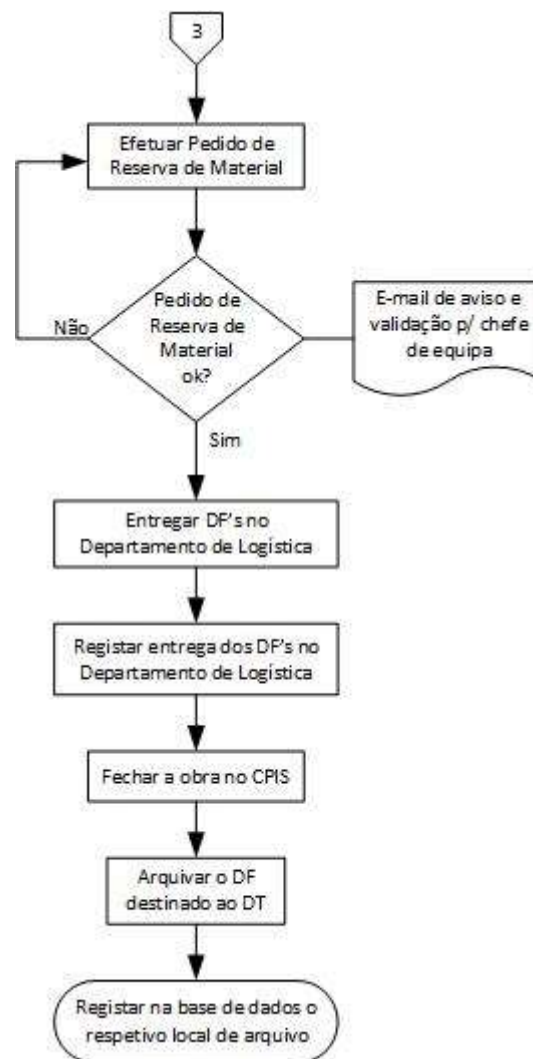 3
Efetuar Pedido de
Reserva de Material
Pedido de
Reserva de
Material
ok?
Não
E-mail de aviso e
validação p/ chefe
de equipa
Sim
Entregar DF's no
Departamento de Logística
Registar entrega dos DF's no
Departamento de Logística
Fechar a obra no CPIS
Arquivar o DF
destinado ao DT
Registar na base de dados o
respetivo local de arquivo